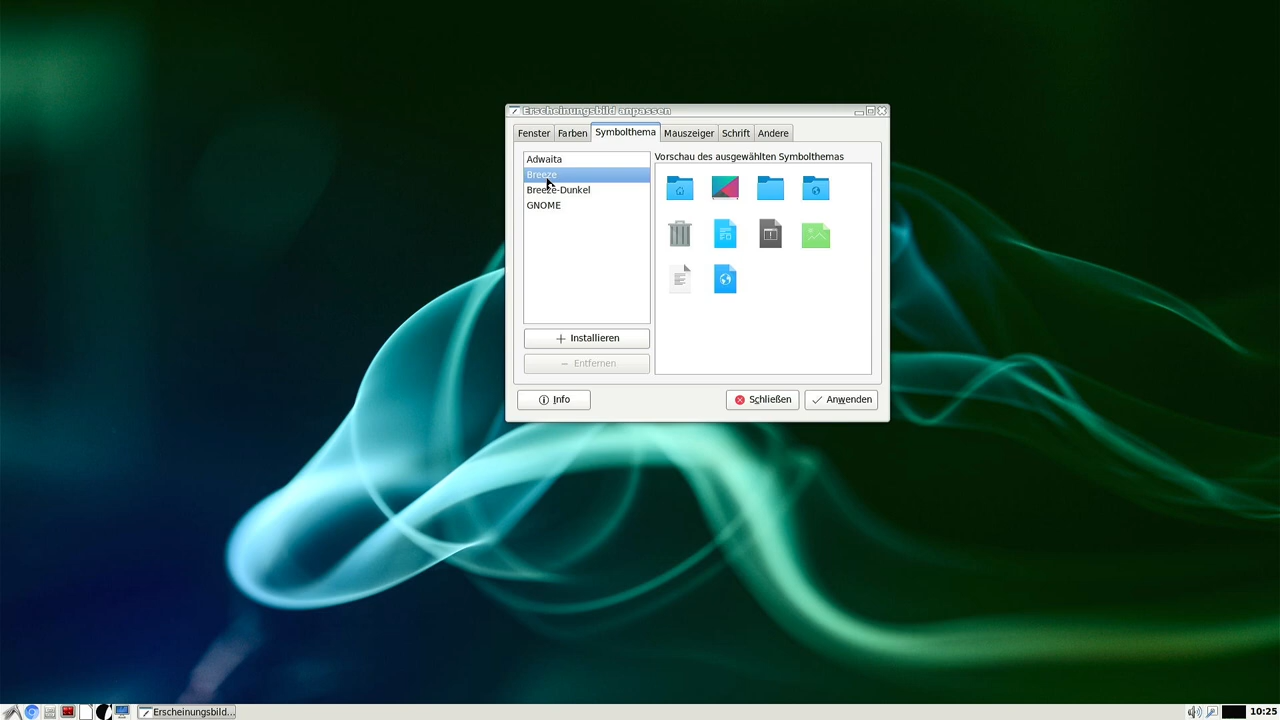 Erscheinungsbild anpassen
Fenster Farben Symbolthema Mauszeiger Schrift Andere
Adwaita
Breeze
Breeze-Dunkel
GNOME
Vorschau des ausgewählten Symbolthemas
Installieren
Entfernen
Info
Schließen
Anwenden
Erscheinungsbild...
10:25